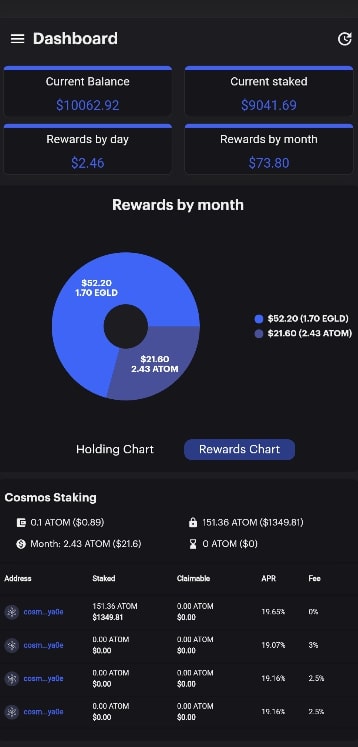 Dashboard
Current Balance
$10062.92
Current staked
$9041.69
Rewards by day
$2.46
Rewards by month
$73.80
Rewards by month
$52.20
1.70 EGLD
$21.60
2.43 ATOM
$52.20 (1.70 EGLD)
$21.60 (2.43 ATOM)
Holding Chart
Rewards Chart
Cosmos Staking
0.1 ATOM ($0.89)
151.36 ATOM ($1349.81)
Month: 2.43 ATOM ($21.6)
0 ATOM ($0)
Address Staked Claimable APR Fee
cosm...ya0e 151.36 ATOM $1349.81 0.00 ATOM $0.00 19.65% 0%
cosm...ya0e 0.00 ATOM $0.00 0.00 ATOM $0.00 19.07% 3%
cosm...ya0e 0.00 ATOM $0.00 0.00 ATOM $0.00 19.16% 2.5%
cosm...ya0e 0.00 ATOM $0.00 0.00 ATOM $0.00 19.16% 2.5%